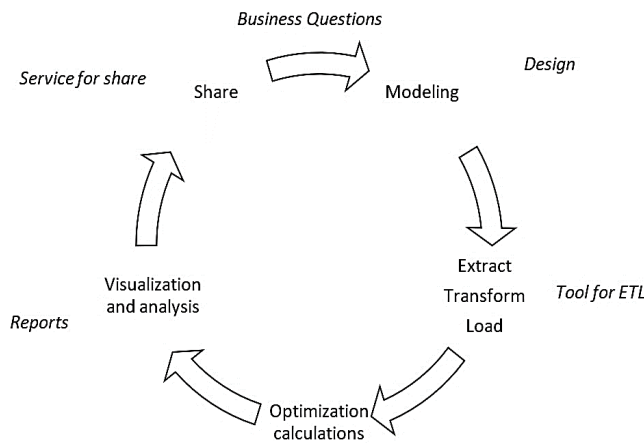 Business Questions
Service for share
Share
Modeling
Design
Extract
Transform
Load
Tool for ETL
Visualization
and analysis
Reports
Optimization
calculations